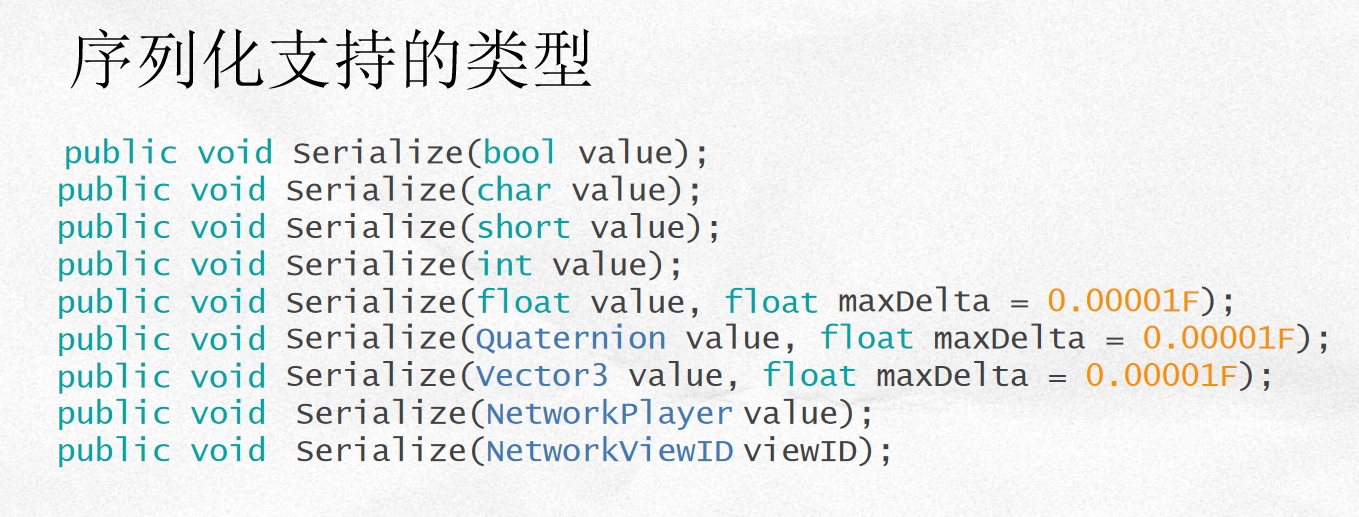 序列化支持的类型
public void Serialize(bool value);
public void Serialize(char value);
public void Serialize(short value);
public void Serialize(int value);
public void Serialize(float value, float maxDelta = 0.00001F);
public void Serialize(Quaternion value, float maxDelta = 0.00001F);
public void Serialize(Vector3 value, float maxDelta = 0.00001F);
public void Serialize(NetworkPlayer value);
public void Serialize(NetworkViewID viewID);